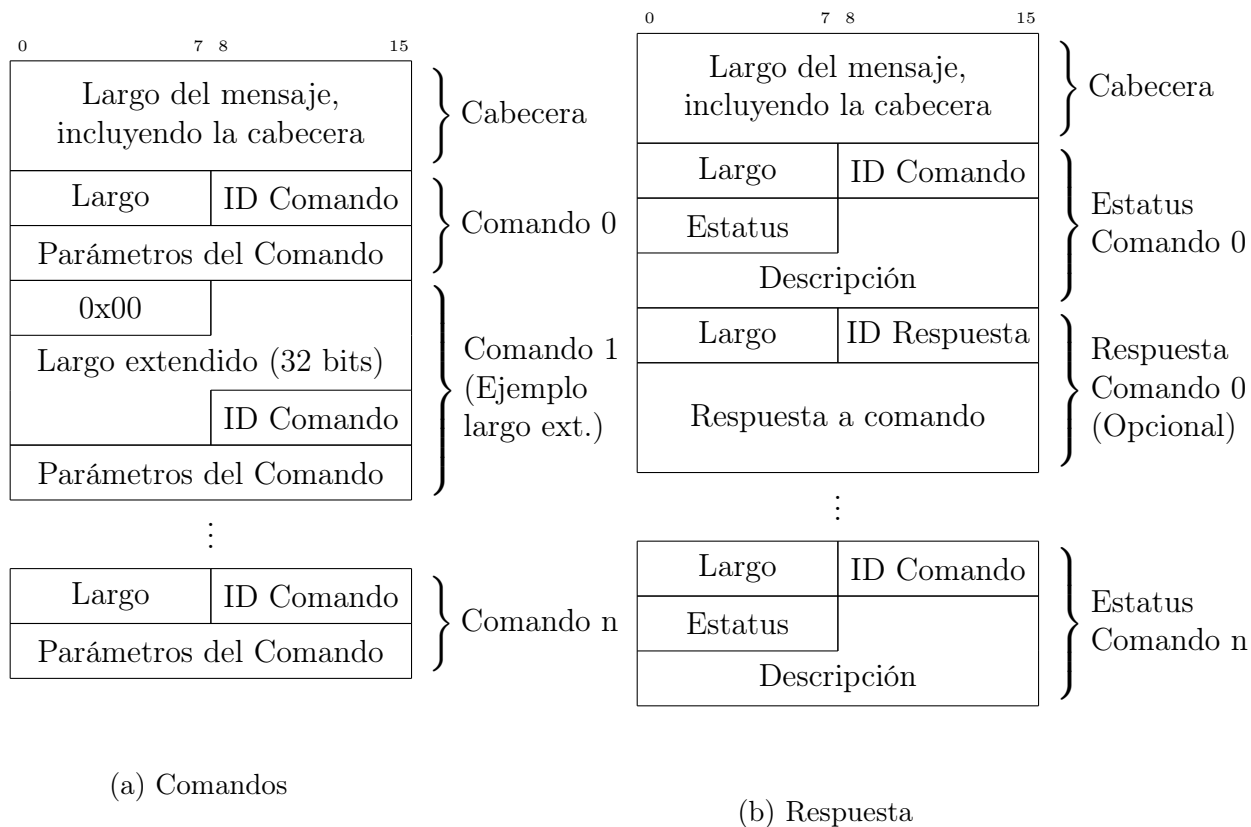 0 7 8 15
Largo del mensaje,
incluyendo la cabecera
Cabecera
Largo ID Comando
Parámetros del Comando
Comando 0
0x00
Largo extendido (32 bits)
ID Comando
Parámetros del Comando
Comando 1
(Ejemplo
largo ext.)
⋮
Largo ID Comando
Parámetros del Comando
Comando n
(a) Comandos
0 7 8 15
Largo del mensaje,
incluyendo la cabecera
Cabecera
Largo ID Comando
Estatus
Descripción
Estatus
Comando 0
Largo ID Respuesta
Respuesta a comando
Respuesta
Comando 0
(Opcional)
⋮
Largo ID Comando
Estatus
Descripción
Estatus
Comando n
(b) Respuesta